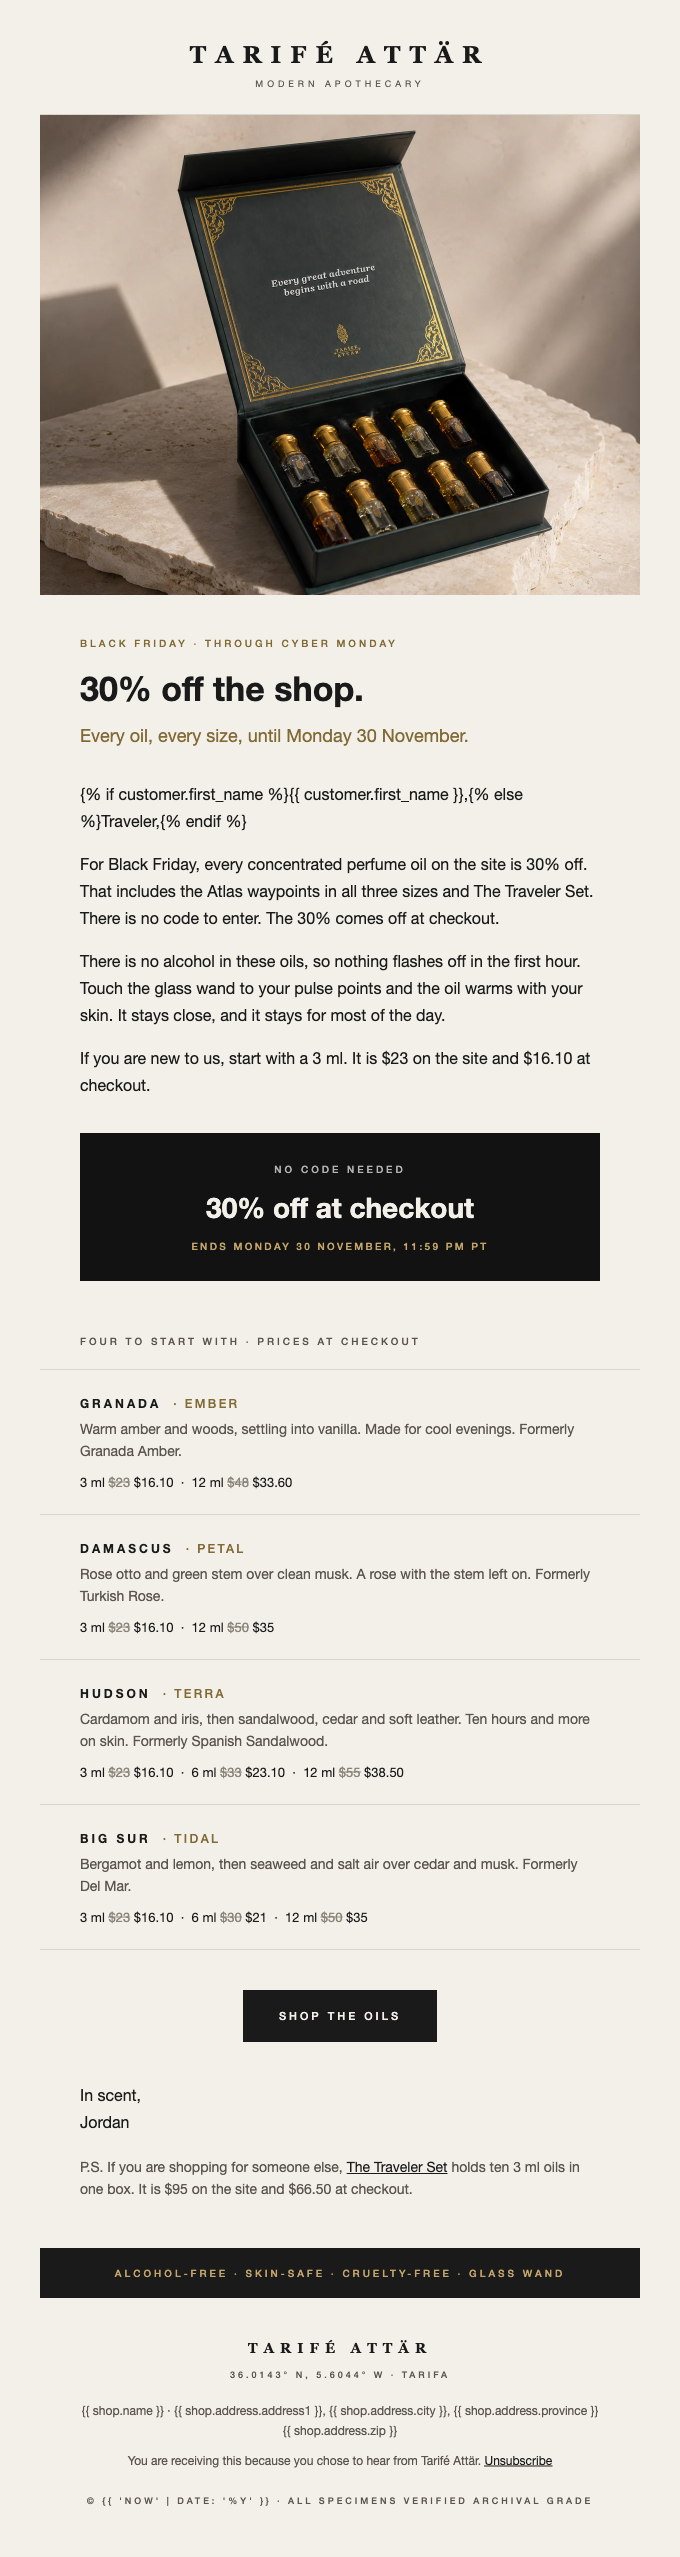 TARIFÉ ATTÄR
MODERN APOTHECARY
Every great adventure
begins with a road
TARIFÉ
ATTÄR
BLACK FRIDAY · THROUGH CYBER MONDAY
30% off the shop.
Every oil, every size, until Monday 30 November.
{% if customer.first_name %}{{ customer.first_name }},{% else
%}Traveler,{% endif %}
For Black Friday, every concentrated perfume oil on the site is 30% off.
That includes the Atlas waypoints in all three sizes and The Traveler Set.
There is no code to enter. The 30% comes off at checkout.
There is no alcohol in these oils, so nothing flashes off in the first hour.
Touch the glass wand to your pulse points and the oil warms with your
skin. It stays close, and it stays for most of the day.
If you are new to us, start with a 3 ml. It is $23 on the site and $16.10 at
checkout.
NO CODE NEEDED
30% off at checkout
ENDS MONDAY 30 NOVEMBER, 11:59 PM PT
FOUR TO START WITH · PRICES AT CHECKOUT
GRANADA · EMBER
Warm amber and woods, settling into vanilla. Made for cool evenings. Formerly
Granada Amber.
3 ml $23 $16.10 · 12 ml $48 $33.60
DAMASCUS · PETAL
Rose otto and green stem over clean musk. A rose with the stem left on. Formerly
Turkish Rose.
3 ml $23 $16.10 · 12 ml $50 $35
HUDSON · TERRA
Cardamom and iris, then sandalwood, cedar and soft leather. Ten hours and more
on skin. Formerly Spanish Sandalwood.
3 ml $23 $16.10 · 6 ml $33 $23.10 · 12 ml $55 $38.50
BIG SUR · TIDAL
Bergamot and lemon, then seaweed and salt air over cedar and musk. Formerly
Del Mar.
3 ml $23 $16.10 · 6 ml $30 $21 · 12 ml $50 $35
SHOP THE OILS
In scent,
Jordan
P.S. If you are shopping for someone else, The Traveler Set holds ten 3 ml oils in
one box. It is $95 on the site and $66.50 at checkout.
ALCOHOL-FREE · SKIN-SAFE · CRUELTY-FREE · GLASS WAND
TARIFÉ ATTÄR
36.0143° N, 5.6044° W · TARIFA
{{ shop.name }} · {{ shop.address.address1 }}, {{ shop.address.city }}, {{ shop.address.province }}
{{ shop.address.zip }}
You are receiving this because you chose to hear from Tarifé Attär. Unsubscribe
© {{ 'NOW' | DATE: '%Y' }} · ALL SPECIMENS VERIFIED ARCHIVAL GRADE